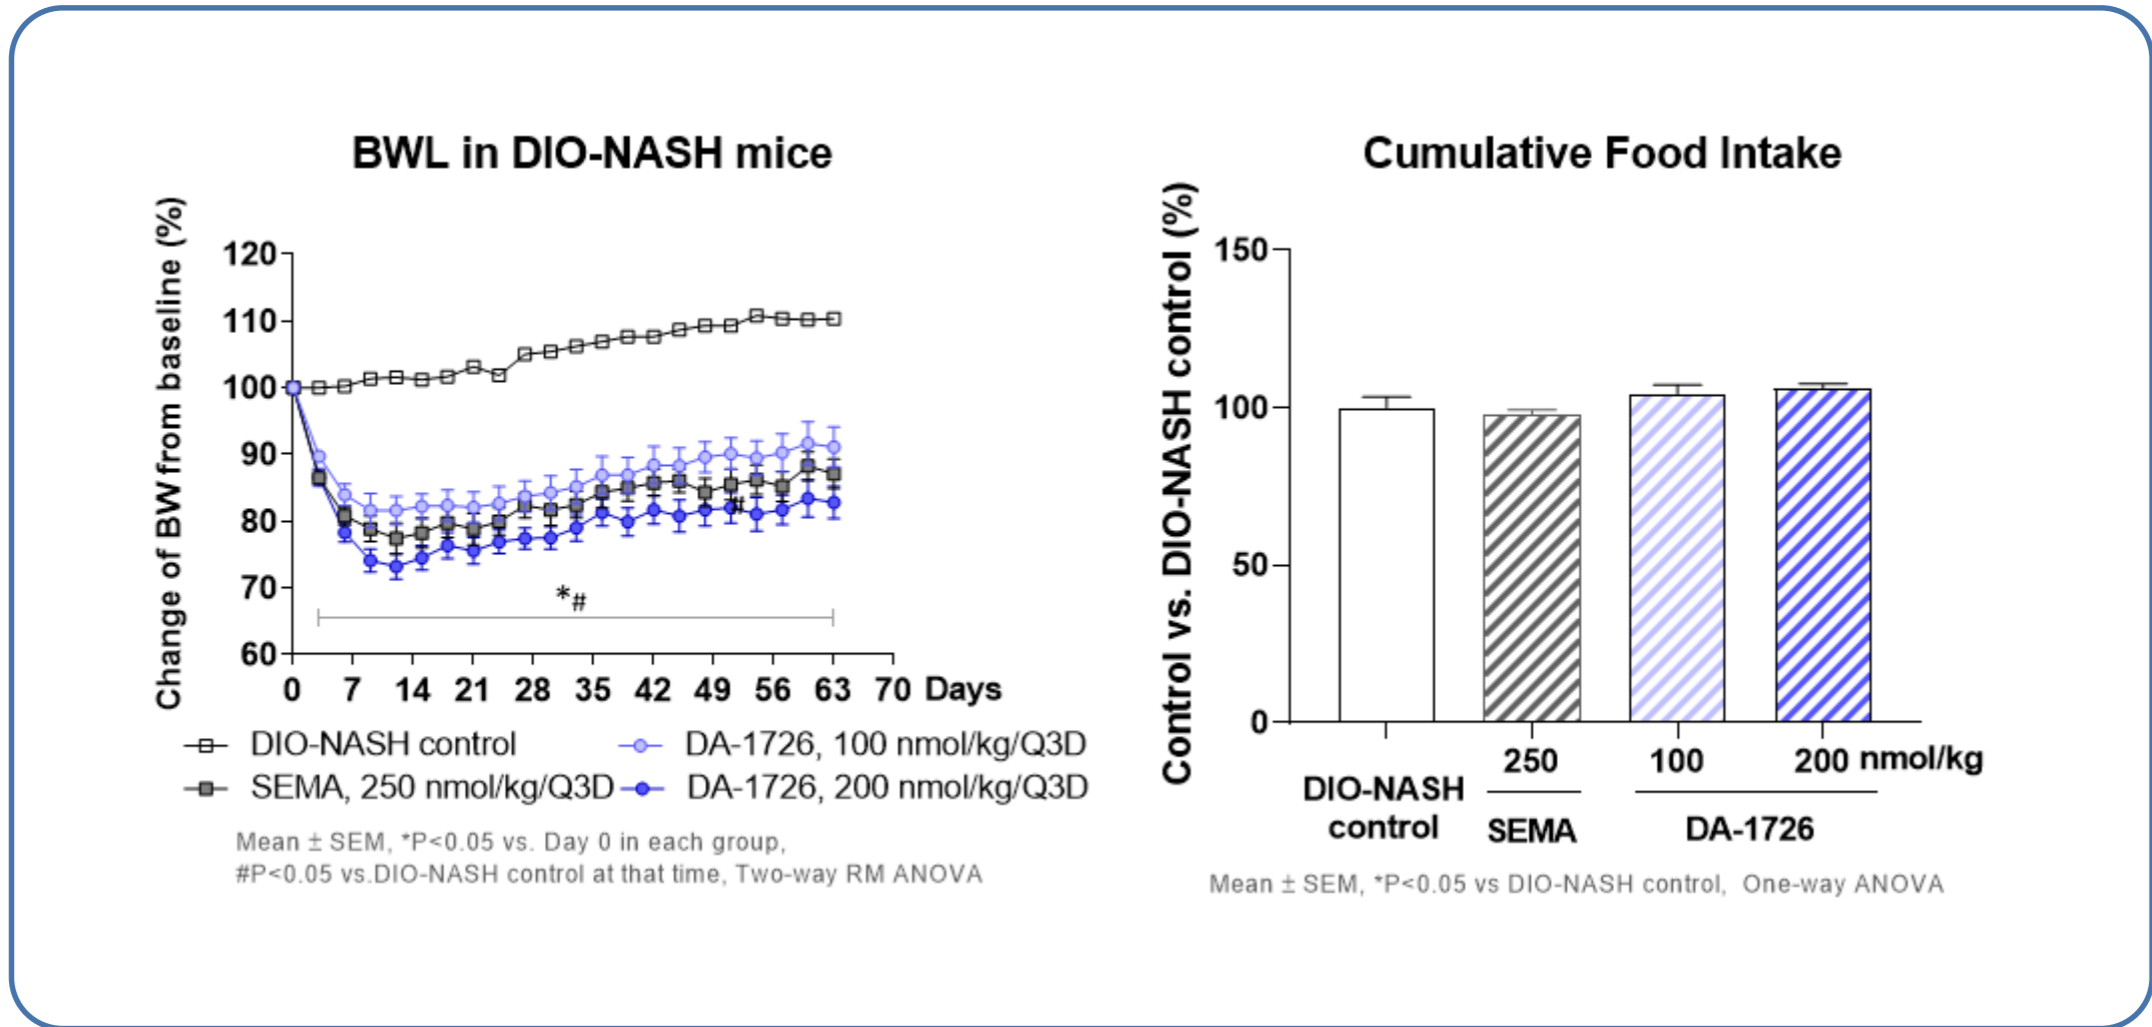 BWL in DIO-NASH mice
Change of BW from baseline (%)
120
110
100
90
80
70
60
#
*#
0 7 14 21 28 35 42 49 56 63 70 Days
DIO-NASH control
DA-1726, 100 nmol/kg/Q3D
SEMA, 250 nmol/kg/Q3D
DA-1726, 200 nmol/kg/Q3D
Mean ± SEM, *P<0.05 vs. Day 0 in each group,
#P<0.05 vs.DIO-NASH control at that time, Two-way RM ANOVA
Cumulative Food Intake
Control vs. DIO-NASH control (%)
150
100
50
0
250 100 200 nmol/kg
DIO-NASH
control
SEMA
DA-1726
Mean ± SEM, *P<0.05 vs DIO-NASH control, One-way ANOVA